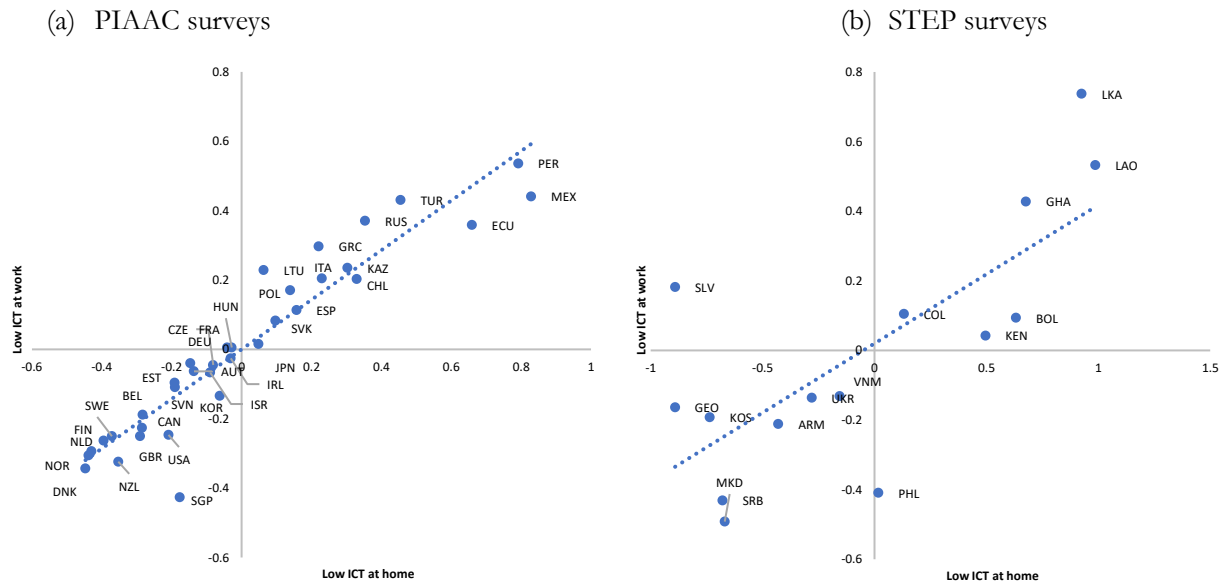 (a) PIAAC surveys
0.8
0.6
0.4
0.2
0
-0.2
-0.4
-0.6
-0.6
-0.4
-0.2
0.2
0.4
0.6
0.8
1
PER
MEX
TUR
RUS
ECU
GRC
LTU
ITA
KAZ
CHL
POL
HUN
ESP
SVK
CZE
FRA
DEU
JPN
AUT
IRL
EST
ISR
KOR
SVN
BEL
SWE
CAN
FIN
NLD
GBR
USA
NOR
NZL
DNK
SGP
Low ICT at work
Low ICT at home
(b) STEP surveys
0.8
0.6
0.4
0.2
0
-0.2
-0.4
-0.6
-1
-0.5
0.5
1
1.5
LKA
LAO
GHA
SLV
COL
BOL
KEN
VNM
UKR
GEO
KOS
ARM
MKD
SRB
PHL
Low ICT at work
Low ICT at home